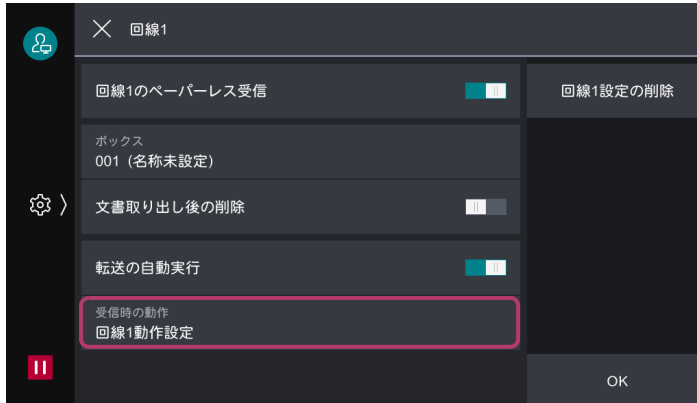 回線1
回線1のペーパーレス受信
回線1設定の削除
ボックス
001 (名称未設定)
文書取り出し後の削除
転送の自動実行
受信時の動作
回線1動作設定
OK